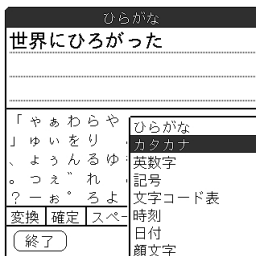 ひらがな
世界にひろがった
「ゃぁわらや
」ゅぃをり
、ょぅんるゆ
。っぇ゛れ
？ーぉ゜ろよ
変換 確定 スペー
終了
ひらがな
カタカナ
英数字
記号
文字コード表
時刻
日付
顔文字